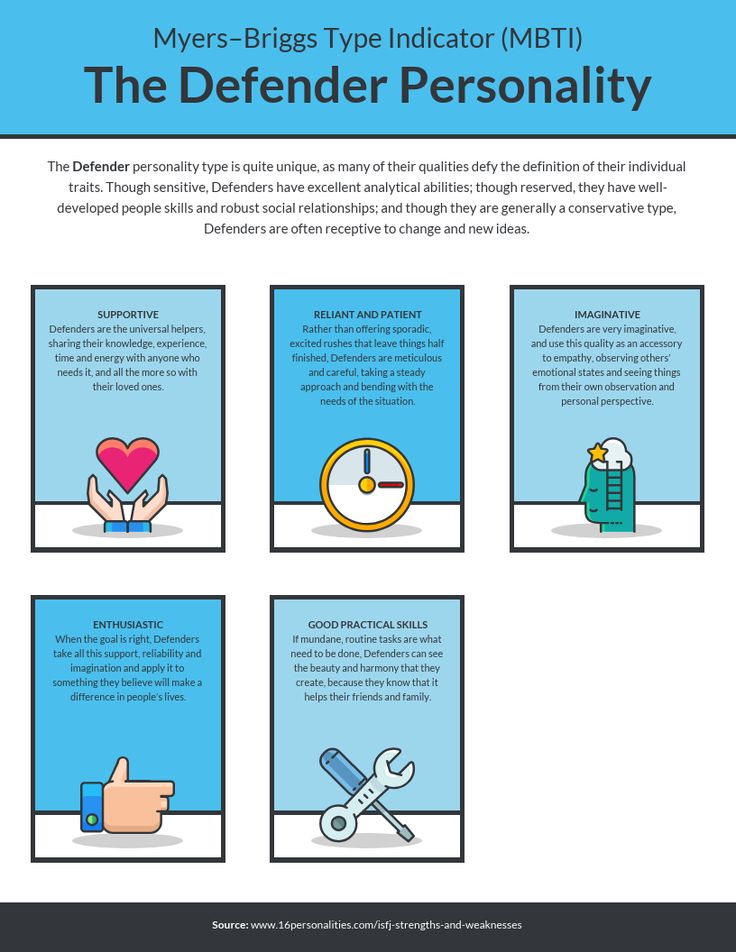 Myers–Briggs Type Indicator (MBTI)
The Defender Personality
The Defender personality type is quite unique, as many of their qualities defy the definition of their individual
traits. Though sensitive, Defenders have excellent analytical abilities; though reserved, they have well-
developed people skills and robust social relationships; and though they are generally a conservative type,
Defenders are often receptive to change and new ideas.
SUPPORTIVE
Defenders are the universal helpers,
sharing their knowledge, experience,
time and energy with anyone who
needs it, and all the more so with
their loved ones.
RELIANT AND PATIENT
Rather than offering sporadic,
excited rushes that leave things half
finished, Defenders are meticulous
and careful, taking a steady
approach and bending with the
needs of the situation.
IMAGINATIVE
Defenders are very imaginative,
and use this quality as an accessory
to empathy, observing others'
emotional states and seeing things
from their own observation and
personal perspective.
ENTHUSIASTIC
When the goal is right, Defenders
take all this support, reliability and
imagination and apply it to
something they believe will make a
difference in people's lives.
GOOD PRACTICAL SKILLS
If mundane, routine tasks are what
need to be done, Defenders can see
the beauty and harmony that they
create, because they know that it
helps their friends and family.
Source: www.16personalities.com/isfj-strengths-and-weaknesses